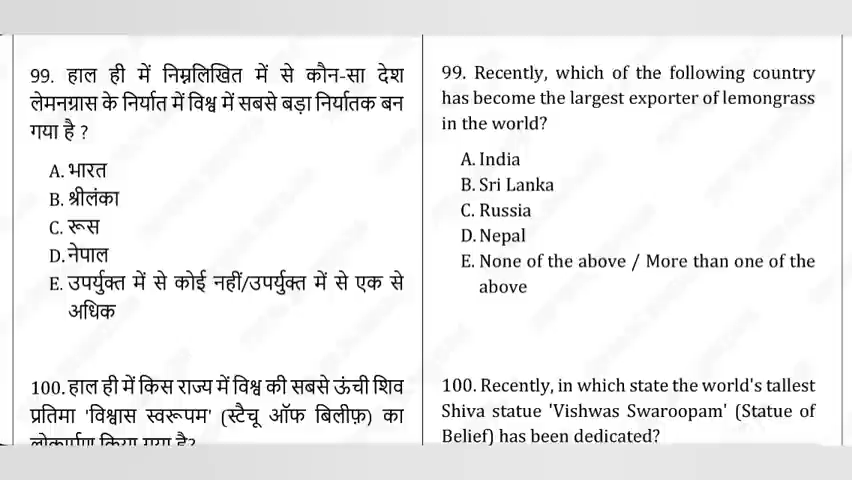 99. हाल ही में निम्नलिखित में से कौन-सा देश
लेमनग्रास के निर्यात में विश्व में सबसे बड़ा निर्यातक बन
गया है ?
A. भारत
B. श्रीलंका
C. रूस
D. नेपाल
E. उपर्युक्त में से कोई नहीं/उपर्युक्त में से एक से
अधिक
100. हाल ही में किस राज्य में विश्व की सबसे ऊंची शिव
प्रतिमा 'विश्वास स्वरूपम' (स्टैचू ऑफ बिलीफ़) का
लोकार्पण किया गया है?
99. Recently, which of the following country
has become the largest exporter of lemongrass
in the world?
A. India
B. Sri Lanka
C. Russia
D. Nepal
E. None of the above / More than one of the
above
100. Recently, in which state the world's tallest
Shiva statue 'Vishwas Swaroopam' (Statue of
Belief) has been dedicated?